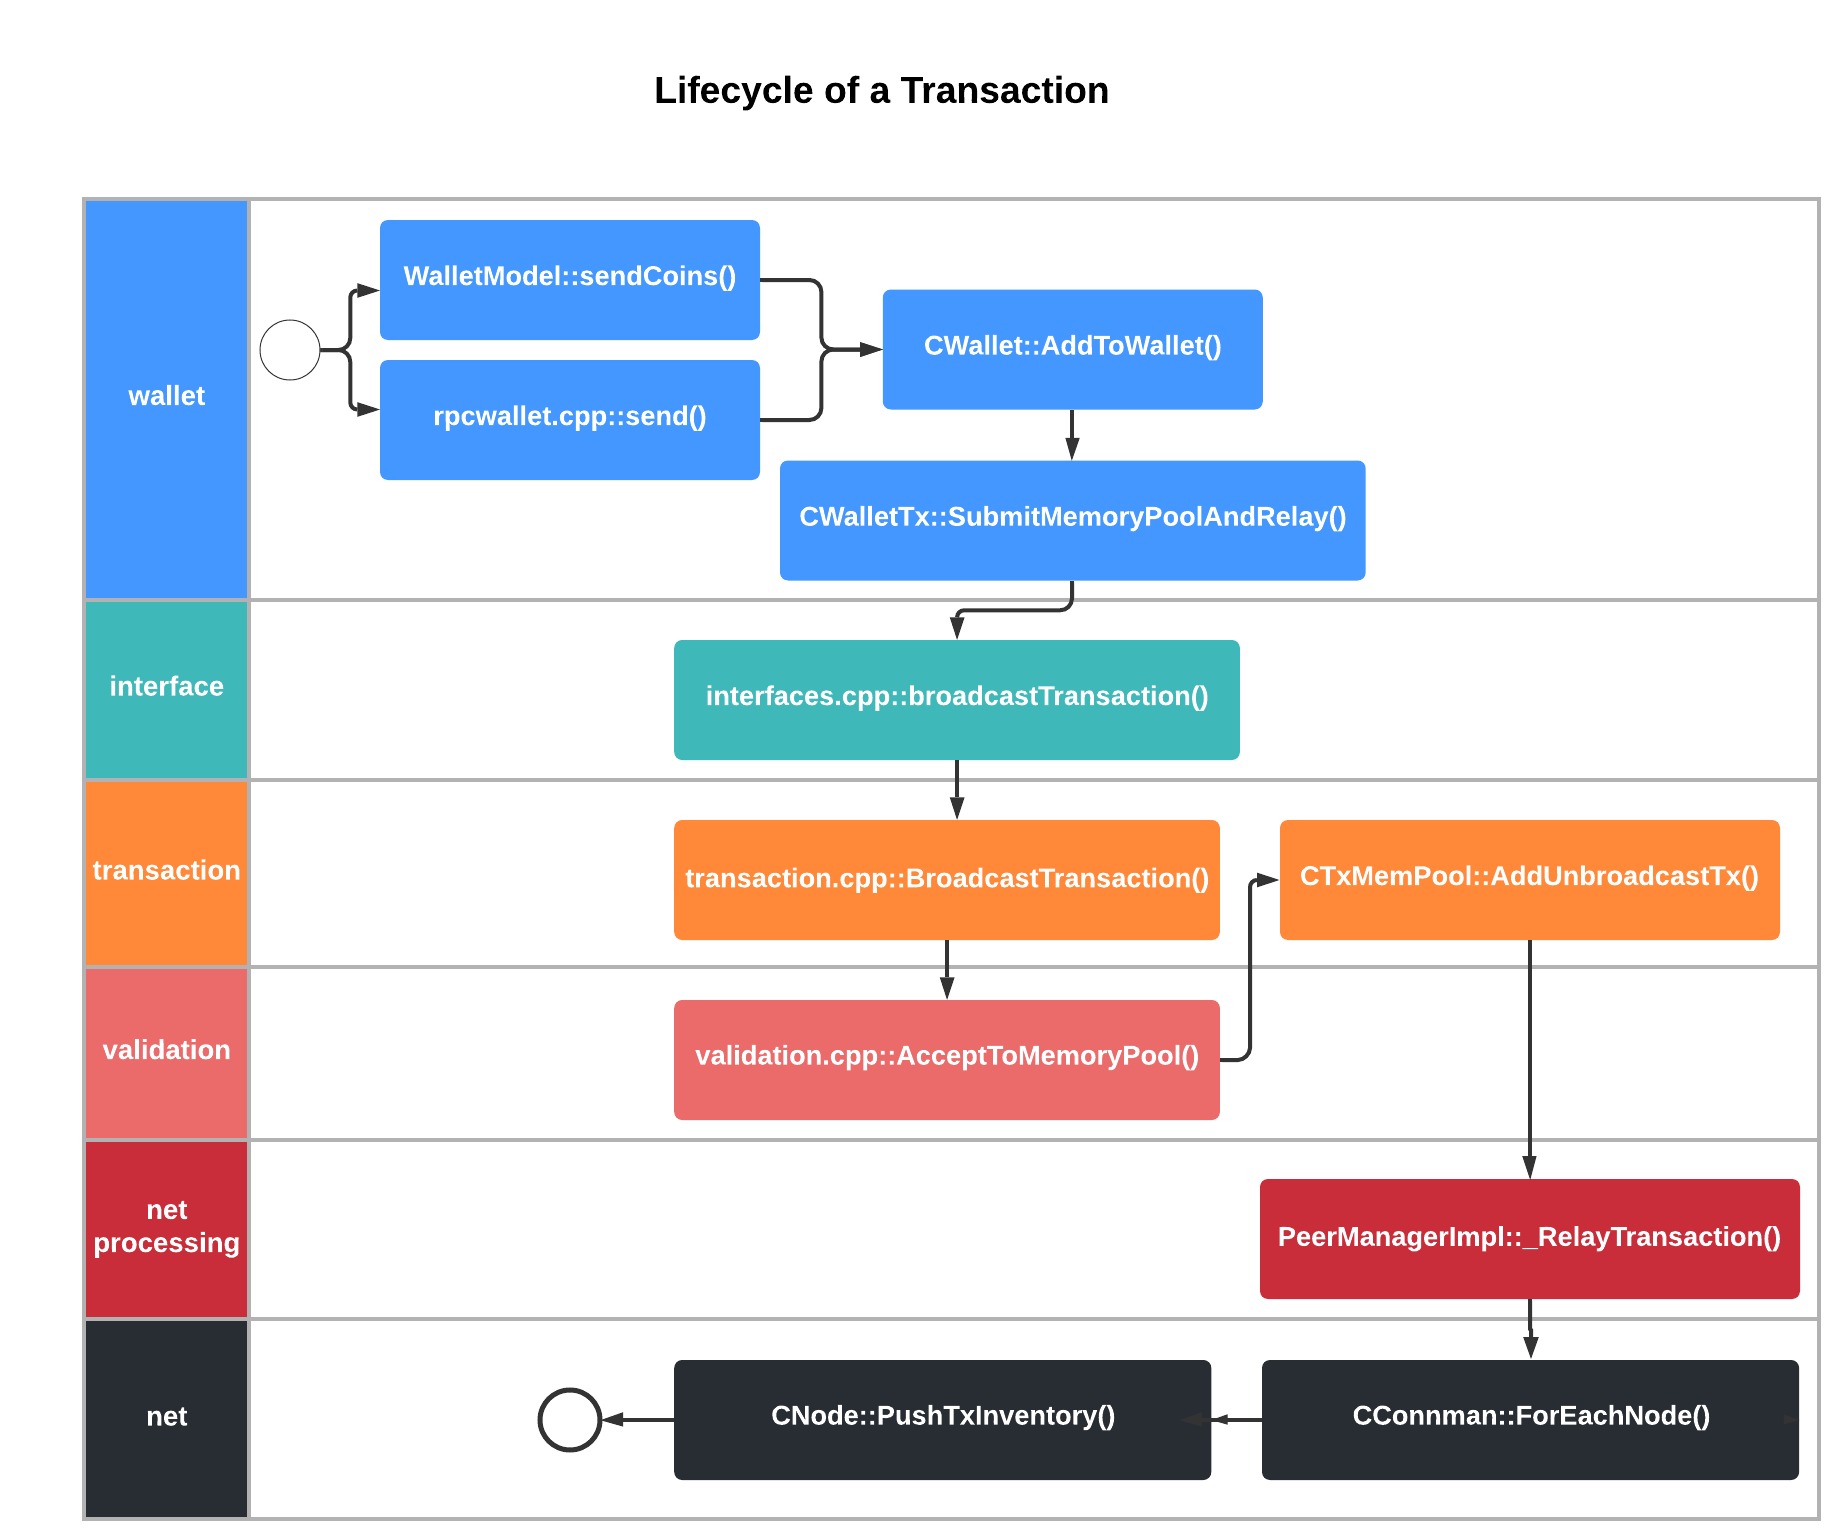 Lifecycle of a Transaction
wallet
WalletModel::sendCoins()
rpcwallet.cpp::send()
CWallet::AddToWallet()
CWalletTx::SubmitMemoryPoolAndRelay()
interface
interfaces.cpp::broadcastTransaction()
transaction
transaction.cpp::BroadcastTransaction()
CTxMemPool::AddUnbroadcastTx()
validation
validation.cpp::AcceptToMemoryPool()
net
processing
PeerManagerImpl::_RelayTransaction()
net
CNode::PushTxInventory()
CConnman::ForEachNode()